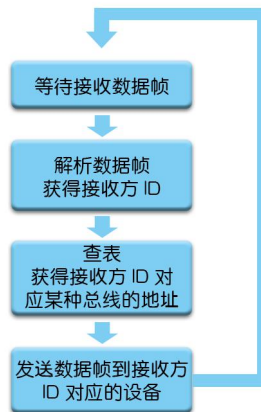 等待接收数据帧
解析数据帧
获得接收方 ID
查表
获得接收方 ID 对
应某种总线的地址
发送数据帧到接收方
ID 对应的设备